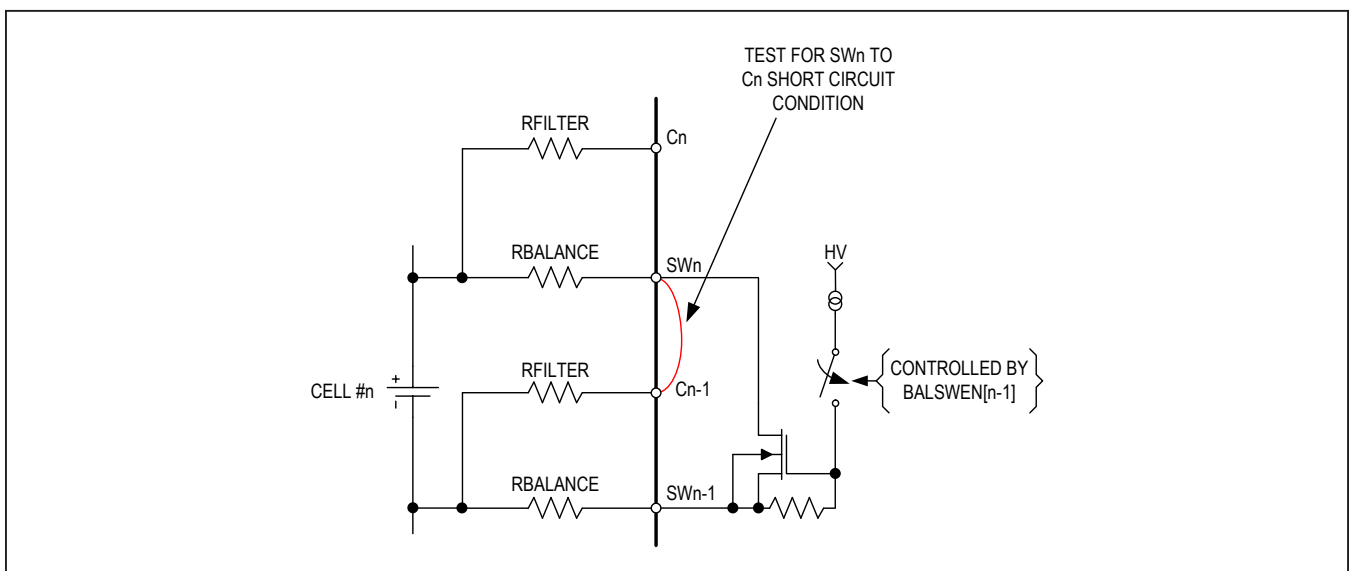 TEST FOR SWn TO
Cn SHORT CIRCUIT
CONDITION
RFILTER
Cn
RBALANCE
SWn
HV
RFILTER
Cn-1
CELL #n
+
-
CONTROLLED BY
BALSWEN[n-1]
RBALANCE
SWn-1